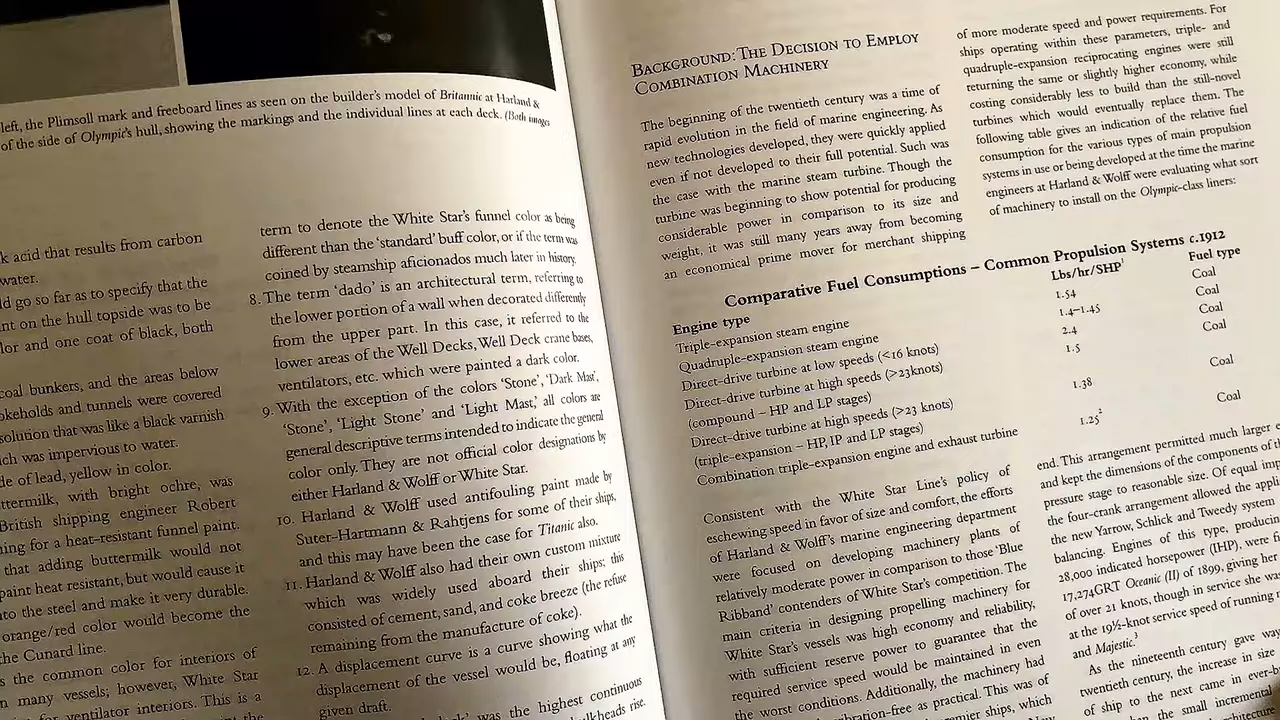 left, the Plimsoll mark and freeboard lines as seen on the builder's model of Britannic at Harland &
of the side of Olympic's hull, showing the markings and the individual lines at each deck. (Both images
k acid that results from carbon
water.
ld go so far as to specify that the
nt on the hull topside was to be
lor and one coat of black, both
coal bunkers, and the areas below
okeholds and tunnels were covered
solution that was like a black varnish
ich was impervious to water.
de of lead, yellow in color.
ttermilk, with bright ochre, was
British shipping engineer Robert
ning for a heat-resistant funnel paint.
that adding buttermilk would not
paint heat resistant, but would cause it
nto the steel and make it very durable.
orange/red color would become the
the Cunard line.
s the common color for interiors of
n many vessels; however, White Star
for ventilator interiors. This is a
term to denote the White Star's funnel color as being
different than the 'standard' buff color, or if the term was
coined by steamship aficionados much later in history.
8. The term 'dado' is an architectural term, referring to
the lower portion of a wall when decorated differently
from the upper part. In this case, it referred to the
lower areas of the Well Decks, Well Deck crane bases,
ventilators, etc. which were painted a dark color.
9. With the exception of the colors 'Stone', 'Dark Mast',
'Stone', 'Light Stone' and 'Light Mast,' all colors are
general descriptive terms intended to indicate the general
color only. They are not official color designations by
either Harland & Wolff or White Star.
10. Harland & Wolff used antifouling paint made by
Suter-Hartmann & Rahtjens for some of their ships,
and this may have been the case for Titanic also.
11. Harland & Wolff also had their own custom mixture
which was widely used aboard their ships; this
consisted of cement, sand, and coke breeze (the refuse
remaining from the manufacture of coke).
12. A displacement curve is a curve showing what the
displacement of the vessel would be, floating at any
given draft.
was the highest continuous
bulkheads rise.
BACKGROUND: THE DECISION TO EMPLOY
COMBINATION MACHINERY
The beginning of the twentieth century was a time of
rapid evolution in the field of marine engineering. As
new technologies developed, they were quickly applied
even if not developed to their full potential. Such was
the case with the marine steam turbine. Though the
turbine was beginning to show potential for producing
considerable power in comparison to its size and
weight, it was still many years away from becoming
an economical prime mover for merchant shipping
of more moderate speed and power requirements. For
ships operating within these parameters, triple- and
quadruple-expansion reciprocating engines were still
returning the same or slightly higher economy, while
costing considerably less to build than the still-novel
turbines which would eventually replace them. The
following table gives an indication of the relative fuel
consumption for the various types of main propulsion
systems in use or being developed at the time the marine
engineers at Harland & Wolff were evaluating what sort
of machinery to install on the Olympic-class liners:
Comparative Fuel Consumptions – Common Propulsion Systems c.1912
Engine type Lbs/hr/SHP¹ Fuel type
Triple-expansion steam engine 1.54 Coal
Quadruple-expansion steam engine 1.4–1.45 Coal
Direct-drive turbine at low speeds (<16 knots) 2.4 Coal
Direct-drive turbine at high speeds (>23knots) 1.5 Coal
(compound – HP and LP stages)
Direct-drive turbine at high speeds (>23 knots) 1.38 Coal
(triple-expansion – HP, IP and LP stages)
Combination triple-expansion engine and exhaust turbine 1.25² Coal
Consistent with the White Star Line's policy of
eschewing speed in favor of size and comfort, the efforts
of Harland & Wolff's marine engineering department
were focused on developing machinery plants of
relatively moderate power in comparison to those 'Blue
Ribband' contenders of White Star's competition. The
main criteria in designing propelling machinery for
White Star's vessels was high economy and reliability,
with sufficient reserve power to guarantee that the
required service speed would be maintained in even
the worst conditions. Additionally, the machinery had
vibration-free as practical. This was of
premier ships, which
end. This arrangement permitted much larger
and kept the dimensions of the components of
pressure stage to reasonable size. Of equal
the four-crank arrangement allowed the
the new Yarrow, Schlick and Tweedy system
balancing. Engines of this type, producing
28,000 indicated horsepower (IHP), were
17,274GRT Oceanic (II) of 1899, giving her
of over 21 knots, though in service she
at the 19½-knot service speed of running
and Majestic.³
As the nineteenth century gave
twentieth century, the increase in size
of ship to the next came in
than the small incremental